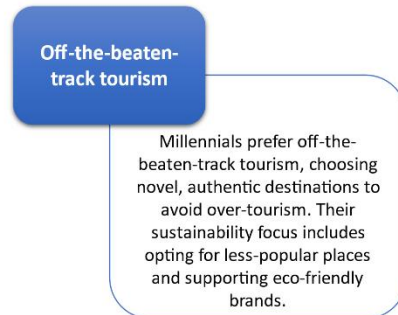 Off-the-beaten-
track tourism
Millennials prefer off-the-
beaten-track tourism, choosing
novel, authentic destinations to
avoid over-tourism. Their
sustainability focus includes
opting for less-popular places
and supporting eco-friendly
brands.